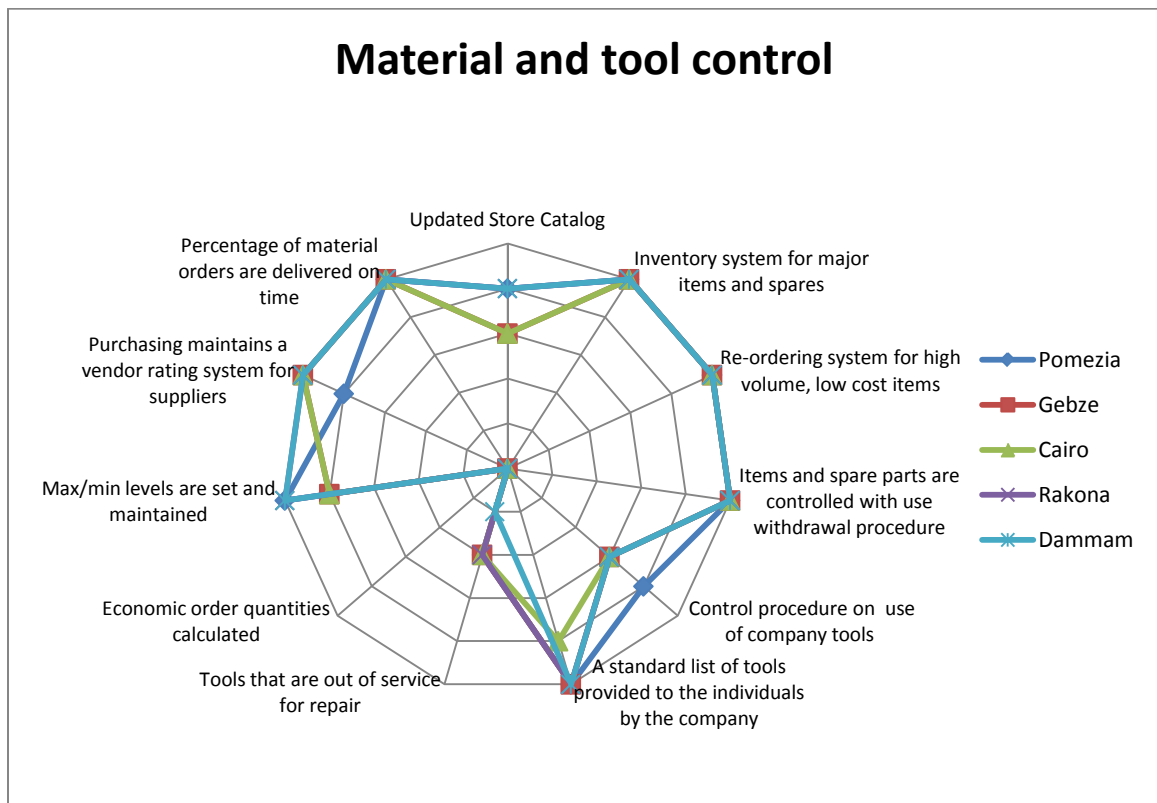 Material and tool control
Updated Store Catalog
Inventory system for major
items and spares
Re-ordering system for high
volume, low cost items
Items and spare parts are
controlled with use
withdrawal procedure
Control procedure on use
of company tools
A standard list of tools
provided to the individuals
by the company
Tools that are out of service
for repair
Economic order quantities
calculated
Max/min levels are set and
maintained
Purchasing maintains a
vendor rating system for
suppliers
Percentage of material
orders are delivered on
time
Pomezia
Gebze
Cairo
Rakona
Dammam